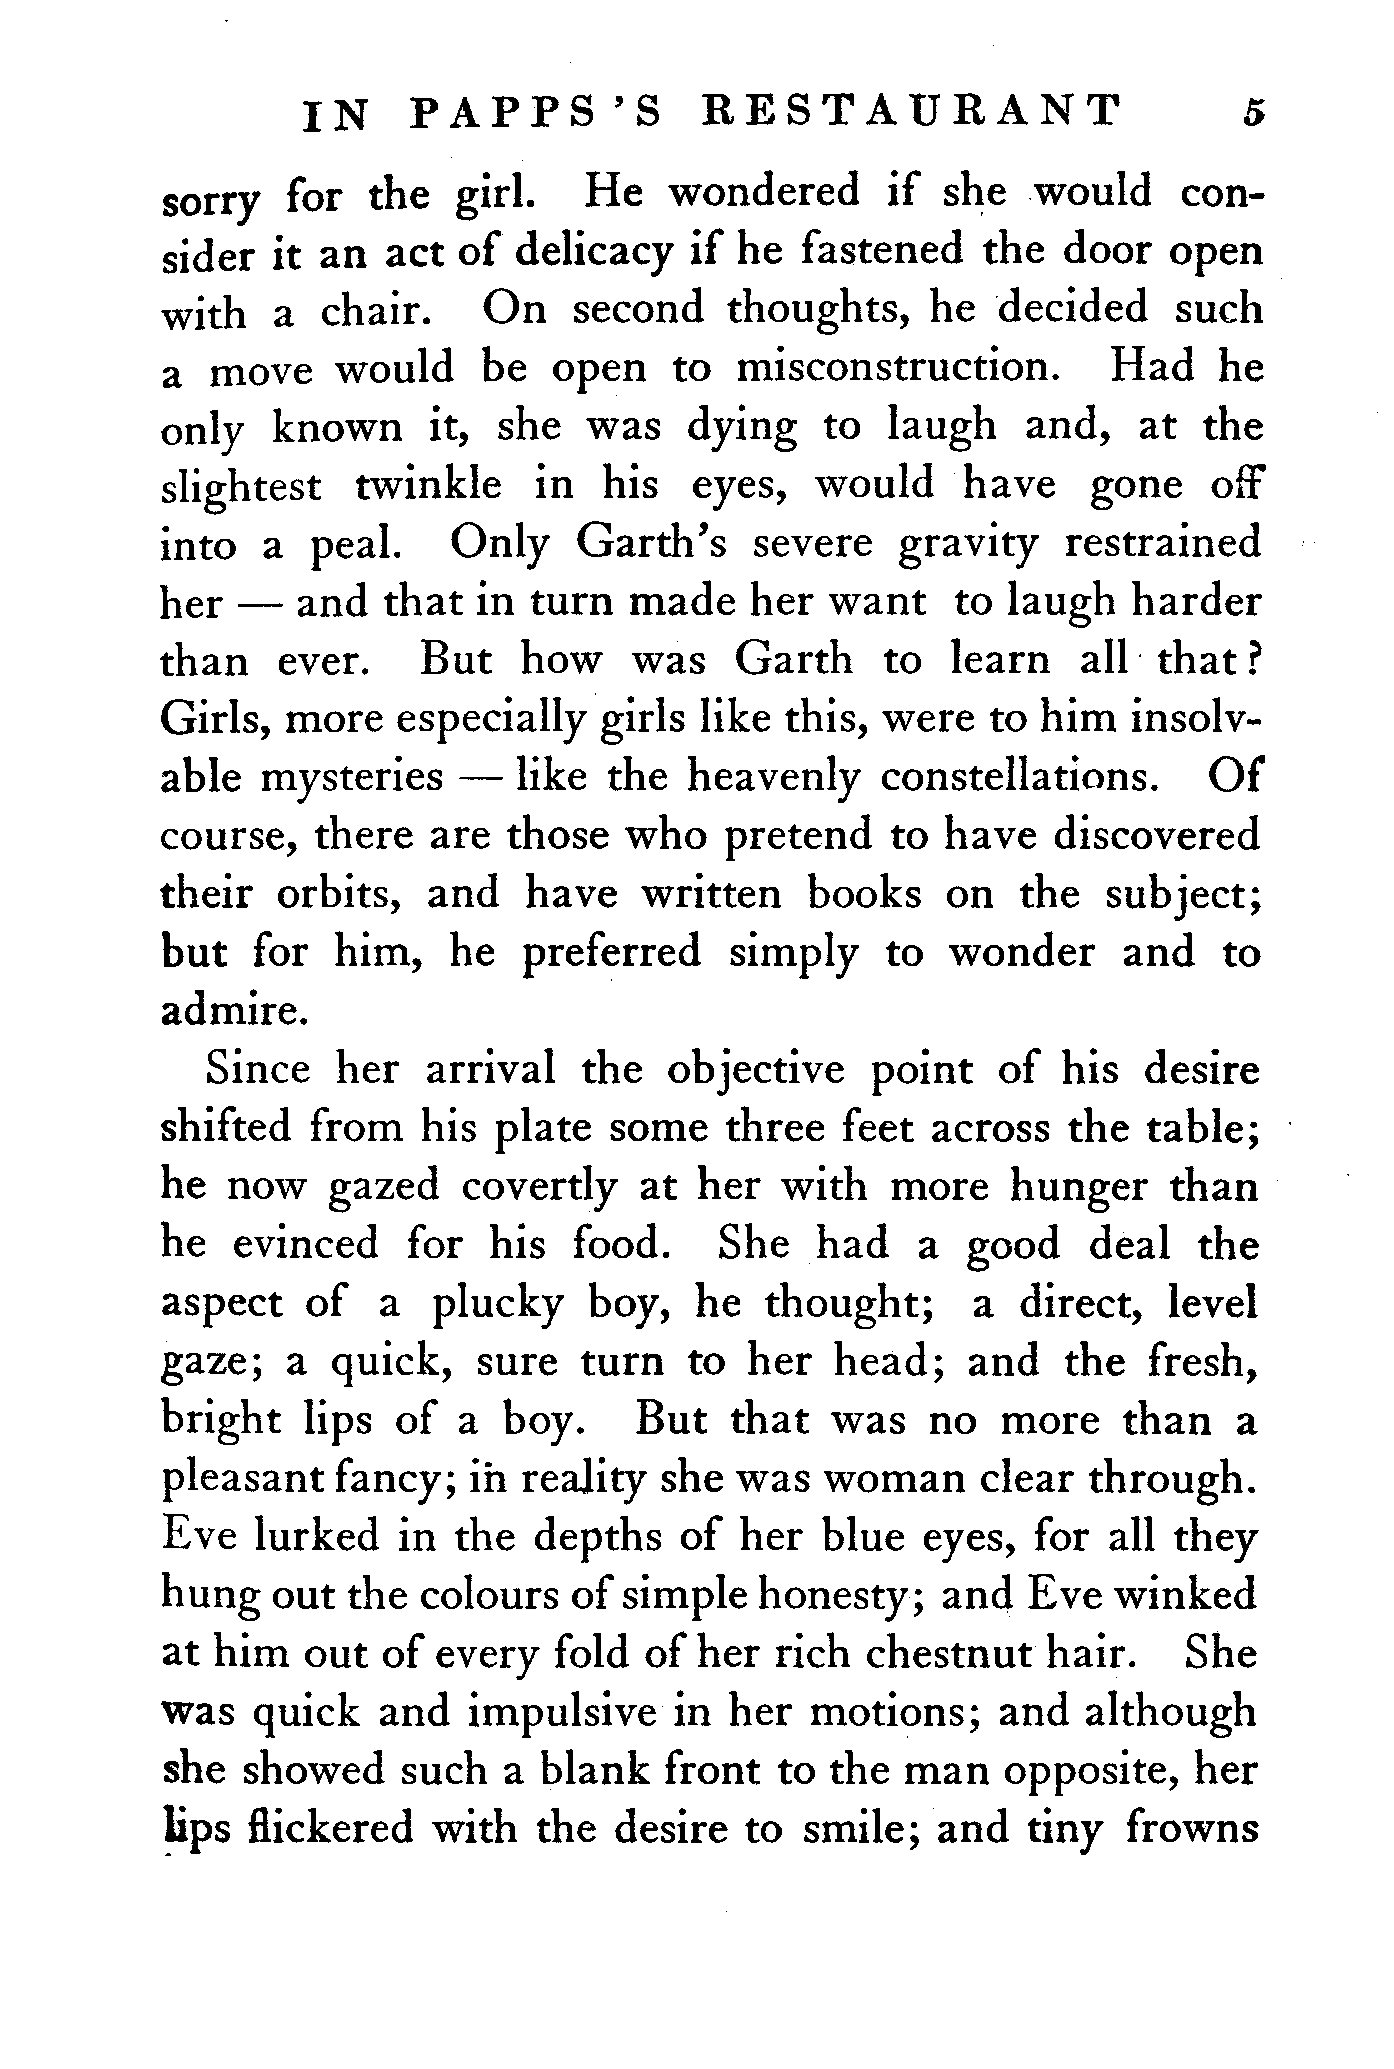 IN PAPPS'S RESTAURANT 5
sorry for the girl. He wondered if she would con-
sider it an act of delicacy if he fastened the door open
with a chair. On second thoughts, he decided such
a move would be open to misconstruction. Had he
only known it, she was dying to laugh and, at the
slightest twinkle in his eyes, would have gone off
into a peal. Only Garth's severe gravity restrained
her — and that in turn made her want to laugh harder
than ever. But how was Garth to learn all that?
Girls, more especially girls like this, were to him insolv-
able mysteries — like the heavenly constellations. Of
course, there are those who pretend to have discovered
their orbits, and have written books on the subject;
but for him, he preferred simply to wonder and to
admire.
Since her arrival the objective point of his desire
shifted from his plate some three feet across the table;
he now gazed covertly at her with more hunger than
he evinced for his food. She had a good deal the
aspect of a plucky boy, he thought; a direct, level
gaze; a quick, sure turn to her head; and the fresh,
bright lips of a boy. But that was no more than a
pleasant fancy; in reality she was woman clear through.
Eve lurked in the depths of her blue eyes, for all they
hung out the colours of simple honesty; and Eve winked
at him out of every fold of her rich chestnut hair. She
was quick and impulsive in her motions; and although
she showed such a blank front to the man opposite, her
lips flickered with the desire to smile; and tiny frowns